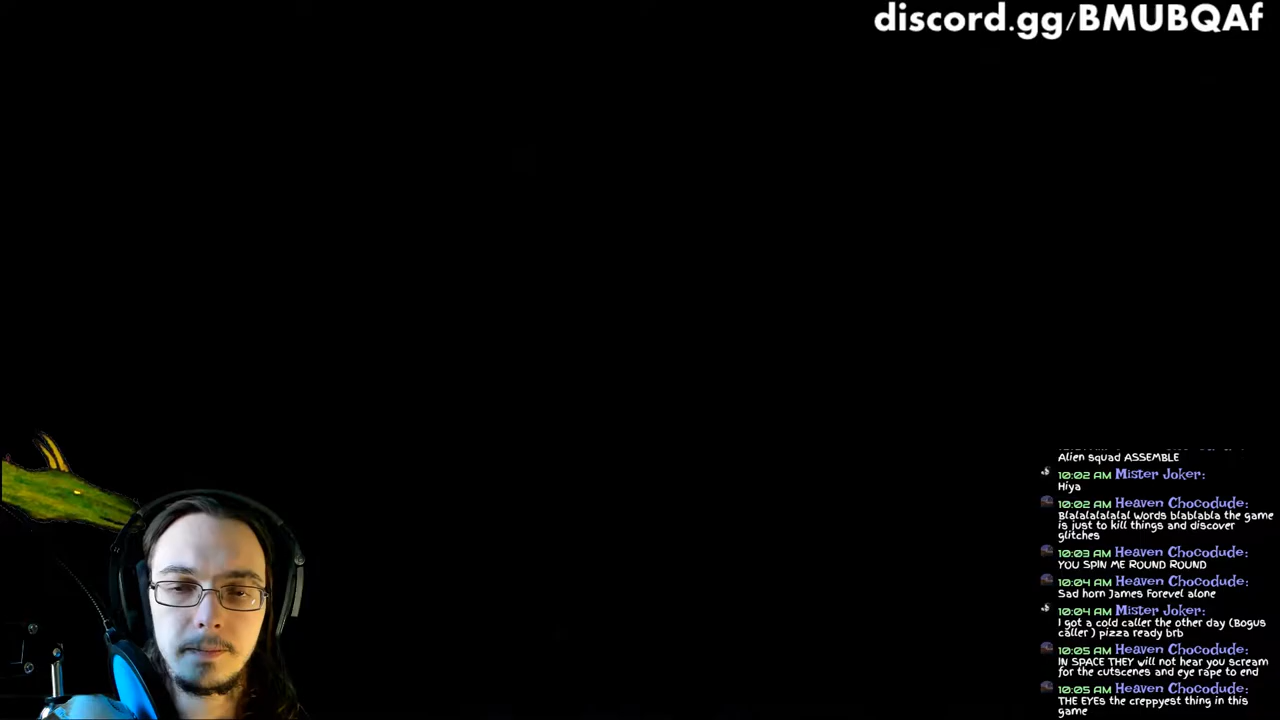 discord.gg/BMUBQAf
Alien squad ASSEMBLE
10:02 AM Mister Joker:
Hiya
10:02 AM Heaven Chocodude:
Blalalalalalal words blablabla the game
is just to kill things and discover
glitches
10:03 AM Heaven Chocodude:
YOU SPIN ME ROUND ROUND
10:04 AM Heaven Chocodude:
Sad horn James Forevel alone
10:04 AM Mister Joker:
I got a cold caller the other day (Bogus
caller ) pizza ready brb
10:05 AM Heaven Chocodude:
IN SPACE THEY will not hear you scream
for the cutscenes and eye rape to end
10:05 AM Heaven Chocodude:
THE EYEs the creppyest thing in this
game